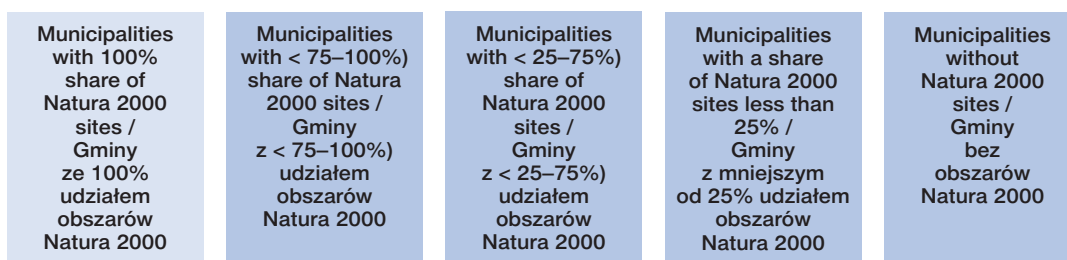 Municipalities
with 100%
share of
Natura 2000
sites /
Gminy
ze 100%
udziałem
obszarów
Natura 2000
Municipalities
with < 75–100%)
share of Natura
2000 sites /
Gminy
z < 75–100%)
udziałem
obszarów
Natura 2000
Municipalities
with < 25–75%)
share of
Natura 2000
sites /
Gminy
z < 25–75%)
udziałem
obszarów
Natura 2000
Municipalities
with a share
of Natura 2000
sites less than
25% /
Gminy
z mniejszym
od 25% udziałem
obszarów
Natura 2000
Municipalities
without
Natura 2000
sites /
Gminy
bez
obszarów
Natura 2000